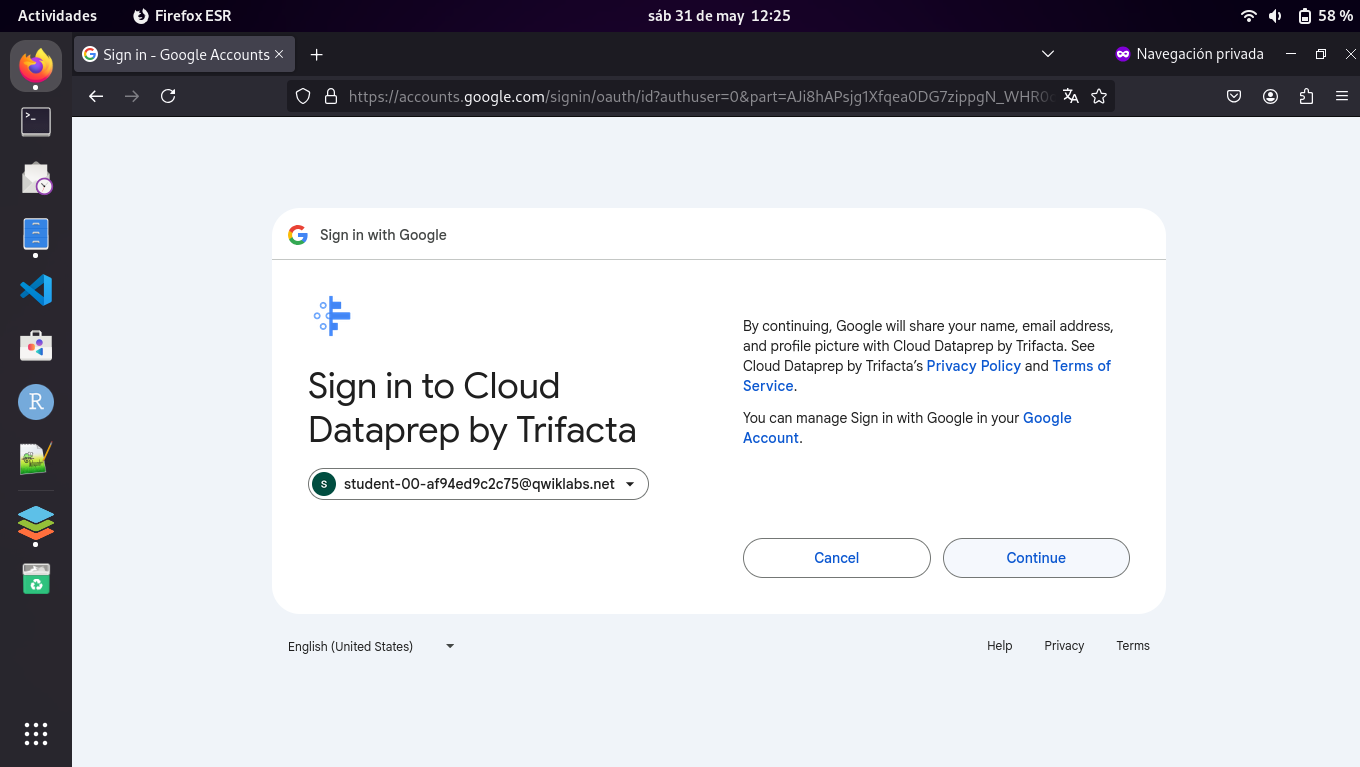 Actividades
Firefox ESR
sáb 31 de may 12:25
58 %
Sign in - Google Accounts
Navegación privada
https://accounts.google.com/signin/oauth/id?authuser=0&part=AJi8hAPsjg1Xfqea0DG7zippgN_WHR0
Sign in with Google
Sign in to Cloud
Dataprep by Trifacta
S
student-00-af94ed9c2c75@qwiklabs.net
By continuing, Google will share your name, email address,
and profile picture with Cloud Dataprep by Trifacta. See
Cloud Dataprep by Trifacta’s Privacy Policy and Terms of
Service.
You can manage Sign in with Google in your Google
Account.
Cancel
Continue
English (United States)
Help
Privacy
Terms
R